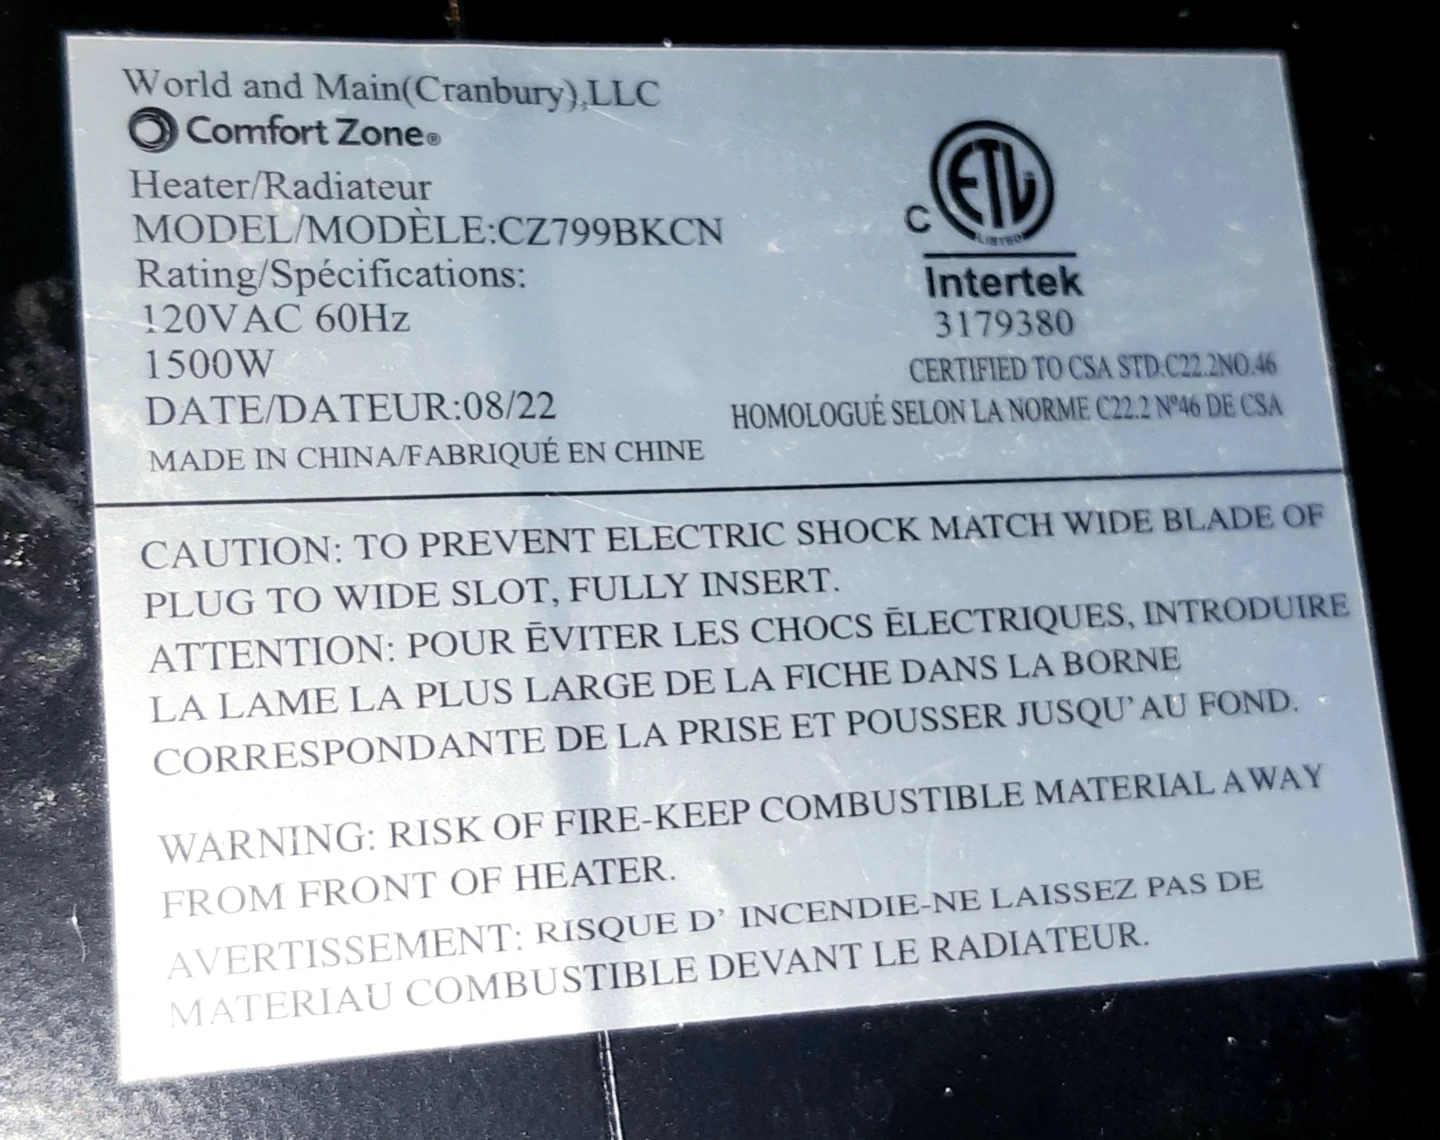 World and Main(Cranbury),LLC
Comfort Zone®
Heater/Radiateur
MODEL/MODÈLE:CZ799BKCN
Rating/Spécifications:
120VAC 60Hz
1500W
DATE/DATEUR:08/22
MADE IN CHINA/FABRIQUÉ EN CHINE
C ETL
LISTED
Intertek
3179380
CERTIFIED TO CSA STD.C22.2NO.46
HOMOLOGUÉ SELON LA NORME C22.2 Nº46 DE CSA
CAUTION: TO PREVENT ELECTRIC SHOCK MATCH WIDE BLADE OF
PLUG TO WIDE SLOT, FULLY INSERT.
ATTENTION: POUR ĒVITER LES CHOCS ĒLECTRIQUES, INTRODUIRE
LA LAME LA PLUS LARGE DE LA FICHE DANS LA BORNE
CORRESPONDANTE DE LA PRISE ET POUSSER JUSQU'AU FOND.
WARNING: RISK OF FIRE-KEEP COMBUSTIBLE MATERIAL AWAY
FROM FRONT OF HEATER.
AVERTISSEMENT: RISQUE D' INCENDIE-NE LAISSEZ PAS DE
MATERIAU COMBUSTIBLE DEVANT LE RADIATEUR.